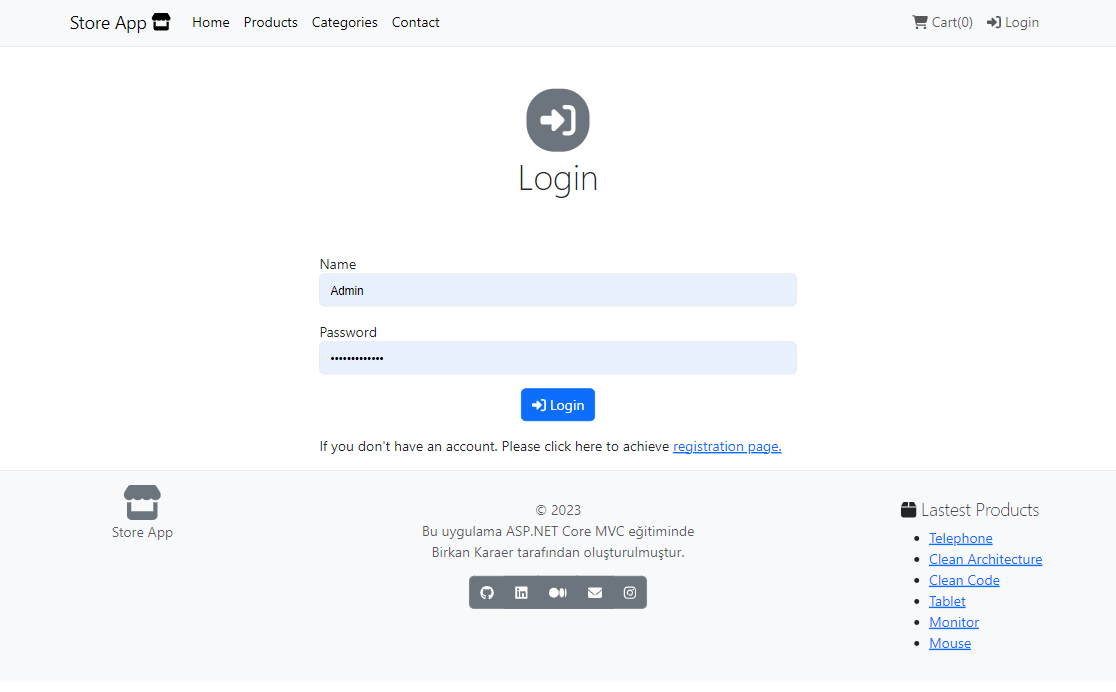 Store App Home Products Categories Contact Cart(0) Login
Login
Name
Admin
Password
•••••••••••••
Login
If you don't have an account. Please click here to achieve registration page.
Store App
© 2023
Bu uygulama ASP.NET Core MVC eğitiminde
Birkan Karaer tarafından oluşturulmuştur.
Lastest Products
Telephone
Clean Architecture
Clean Code
Tablet
Monitor
Mouse